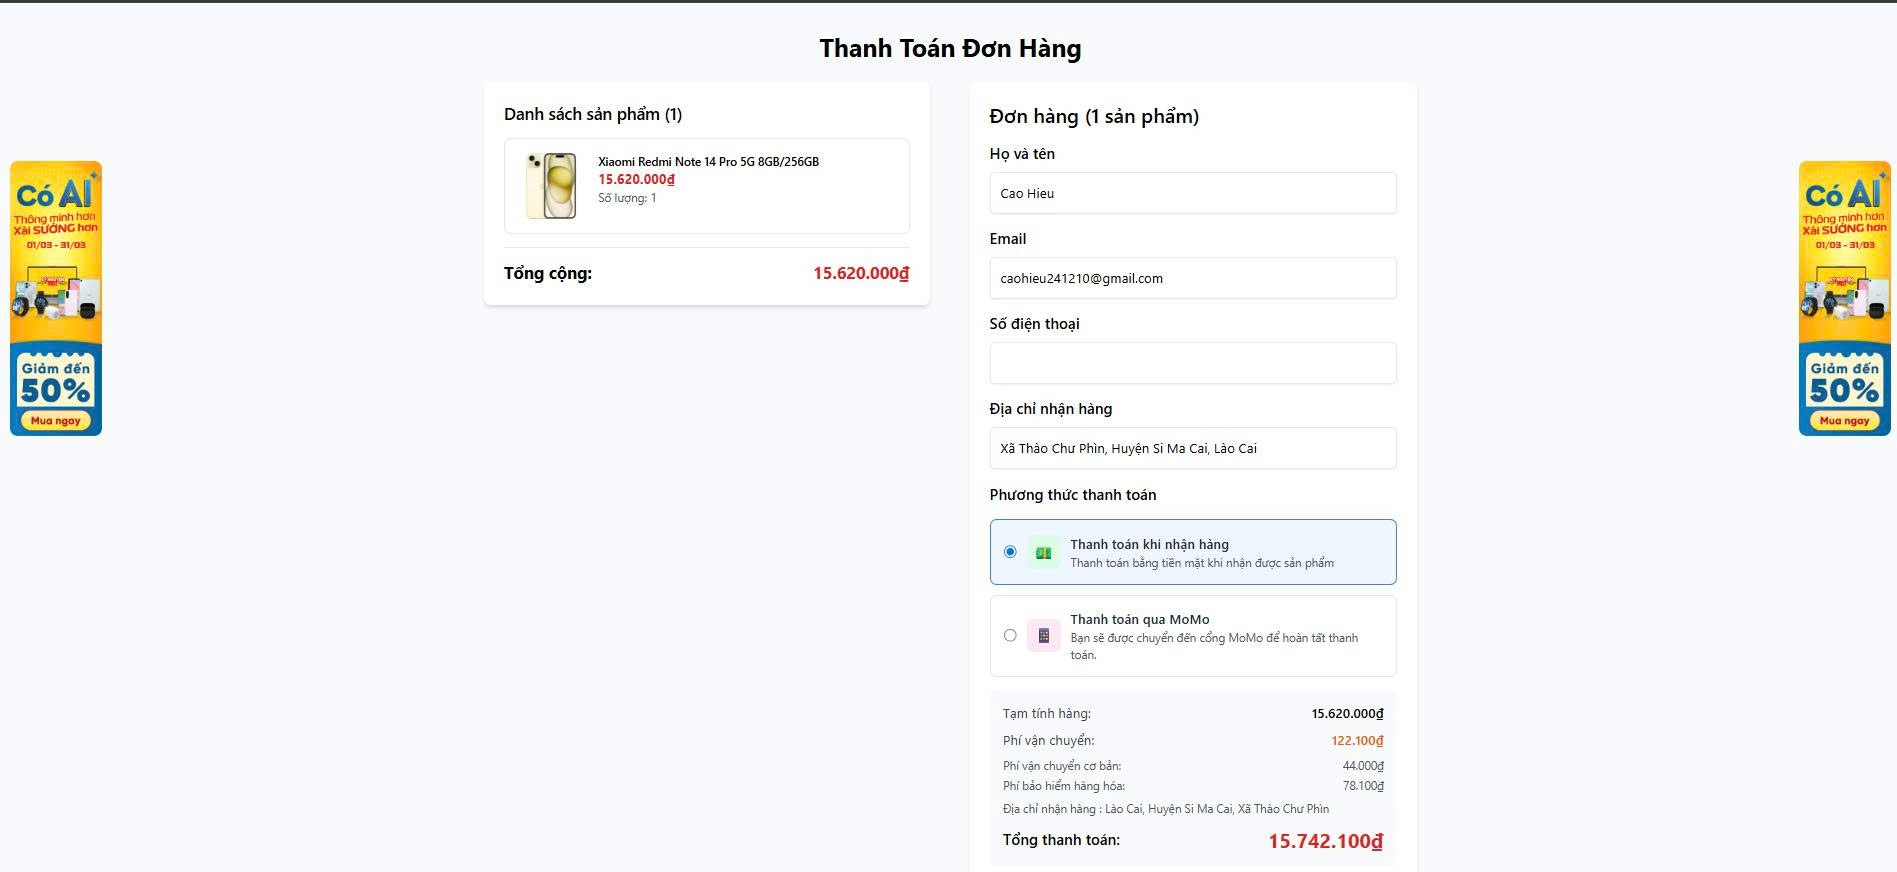 Thanh Toán Đơn Hàng
Danh sách sản phẩm (1)
Xiaomi Redmi Note 14 Pro 5G 8GB/256GB
15.620.000₫
Số lượng: 1
Tổng cộng:
15.620.000₫
Đơn hàng (1 sản phẩm)
Họ và tên
Cao Hieu
Email
caohieu241210@gmail.com
Số điện thoại
Địa chỉ nhận hàng
Xã Thào Chư Phìn, Huyện Si Ma Cai, Lào Cai
Phương thức thanh toán
Thanh toán khi nhận hàng
Thanh toán bằng tiền mặt khi nhận được sản phẩm
Thanh toán qua MoMo
Bạn sẽ được chuyển đến cổng MoMo để hoàn tất thanh
toán.
Tạm tính hàng:
15.620.000₫
Phí vận chuyển:
122.100₫
Phí vận chuyển cơ bản:
44.000₫
Phí bảo hiểm hàng hóa:
78.100₫
Địa chỉ nhận hàng : Lào Cai, Huyện Si Ma Cai, Xã Thào Chư Phìn
Tổng thanh toán:
15.742.100₫
Có AI
Thông minh hơn
Xài SƯỚNG hơn
01/03 - 31/03
Giảm đến
50%
Mua ngay
Có AI
Thông minh hơn
Xài SƯỚNG hơn
01/03 - 31/03
Giảm đến
50%
Mua ngay